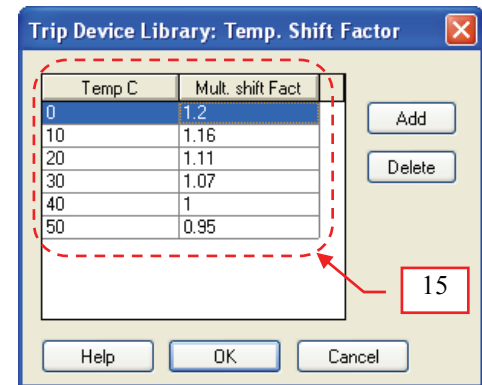 Trip Device Library: Temp. Shift Factor
Temp C Mult. shift Fact
0 1.2
10 1.16
20 1.11
30 1.07
40 1
50 0.95
Add
Delete
15
Help OK Cancel